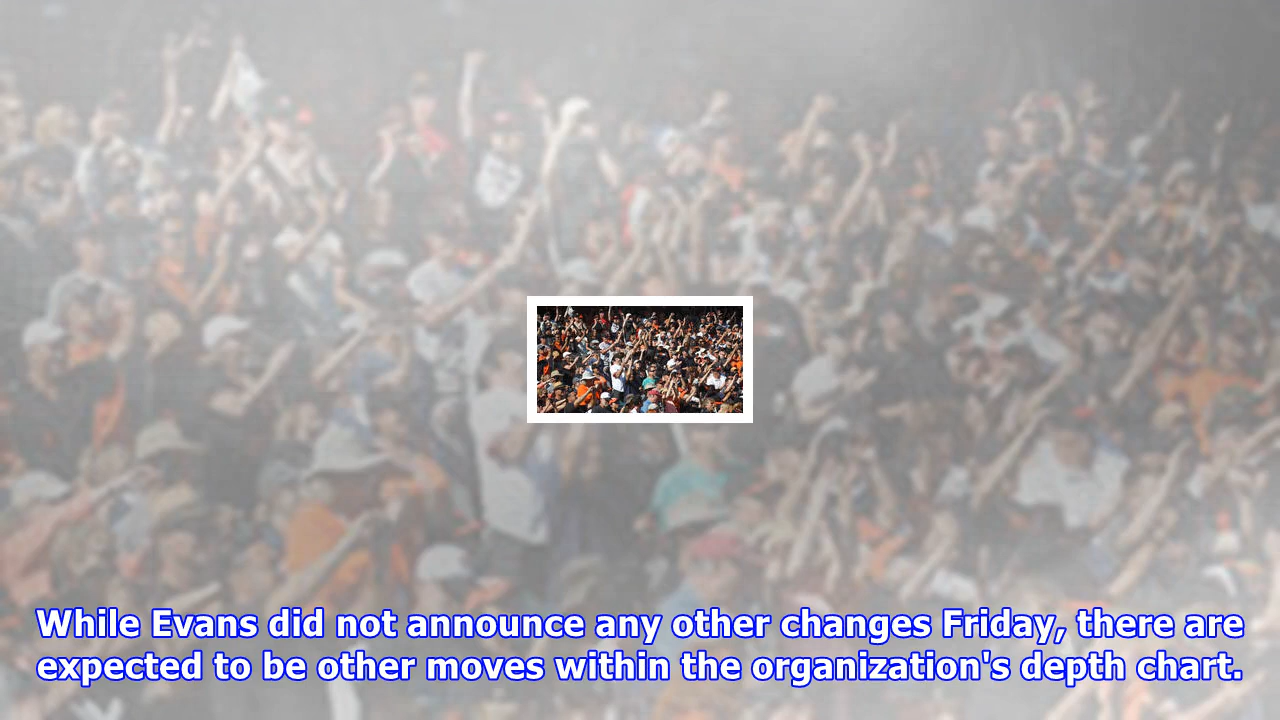 While Evans did not announce any other changes Friday, there are
expected to be other moves within the organization's depth chart.